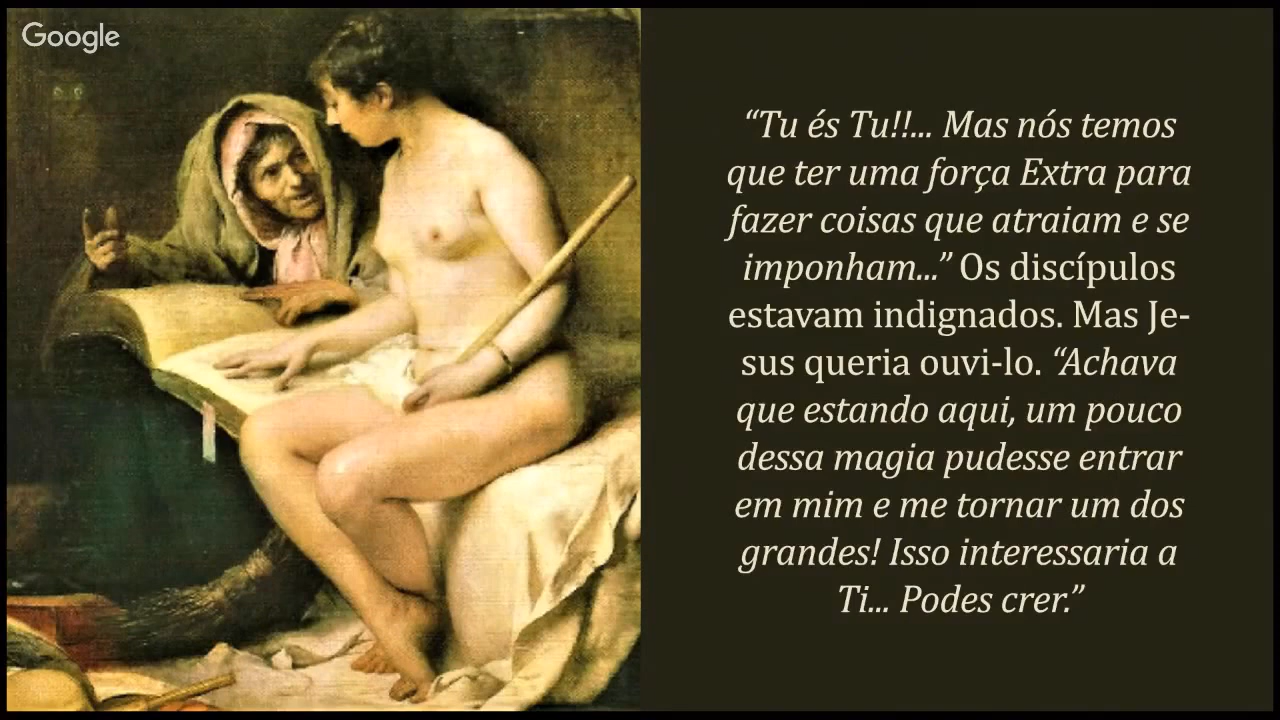 Google
“Tu és Tu!!... Mas nós temos
que ter uma força Extra para
fazer coisas que atraiam e se
imponham...” Os discípulos
estavam indignados. Mas Je-
sus queria ouvi-lo. “Achava
que estando aqui, um pouco
dessa magia pudesse entrar
em mim e me tornar um dos
grandes! Isso interessaria a
Ti... Podes crer.”